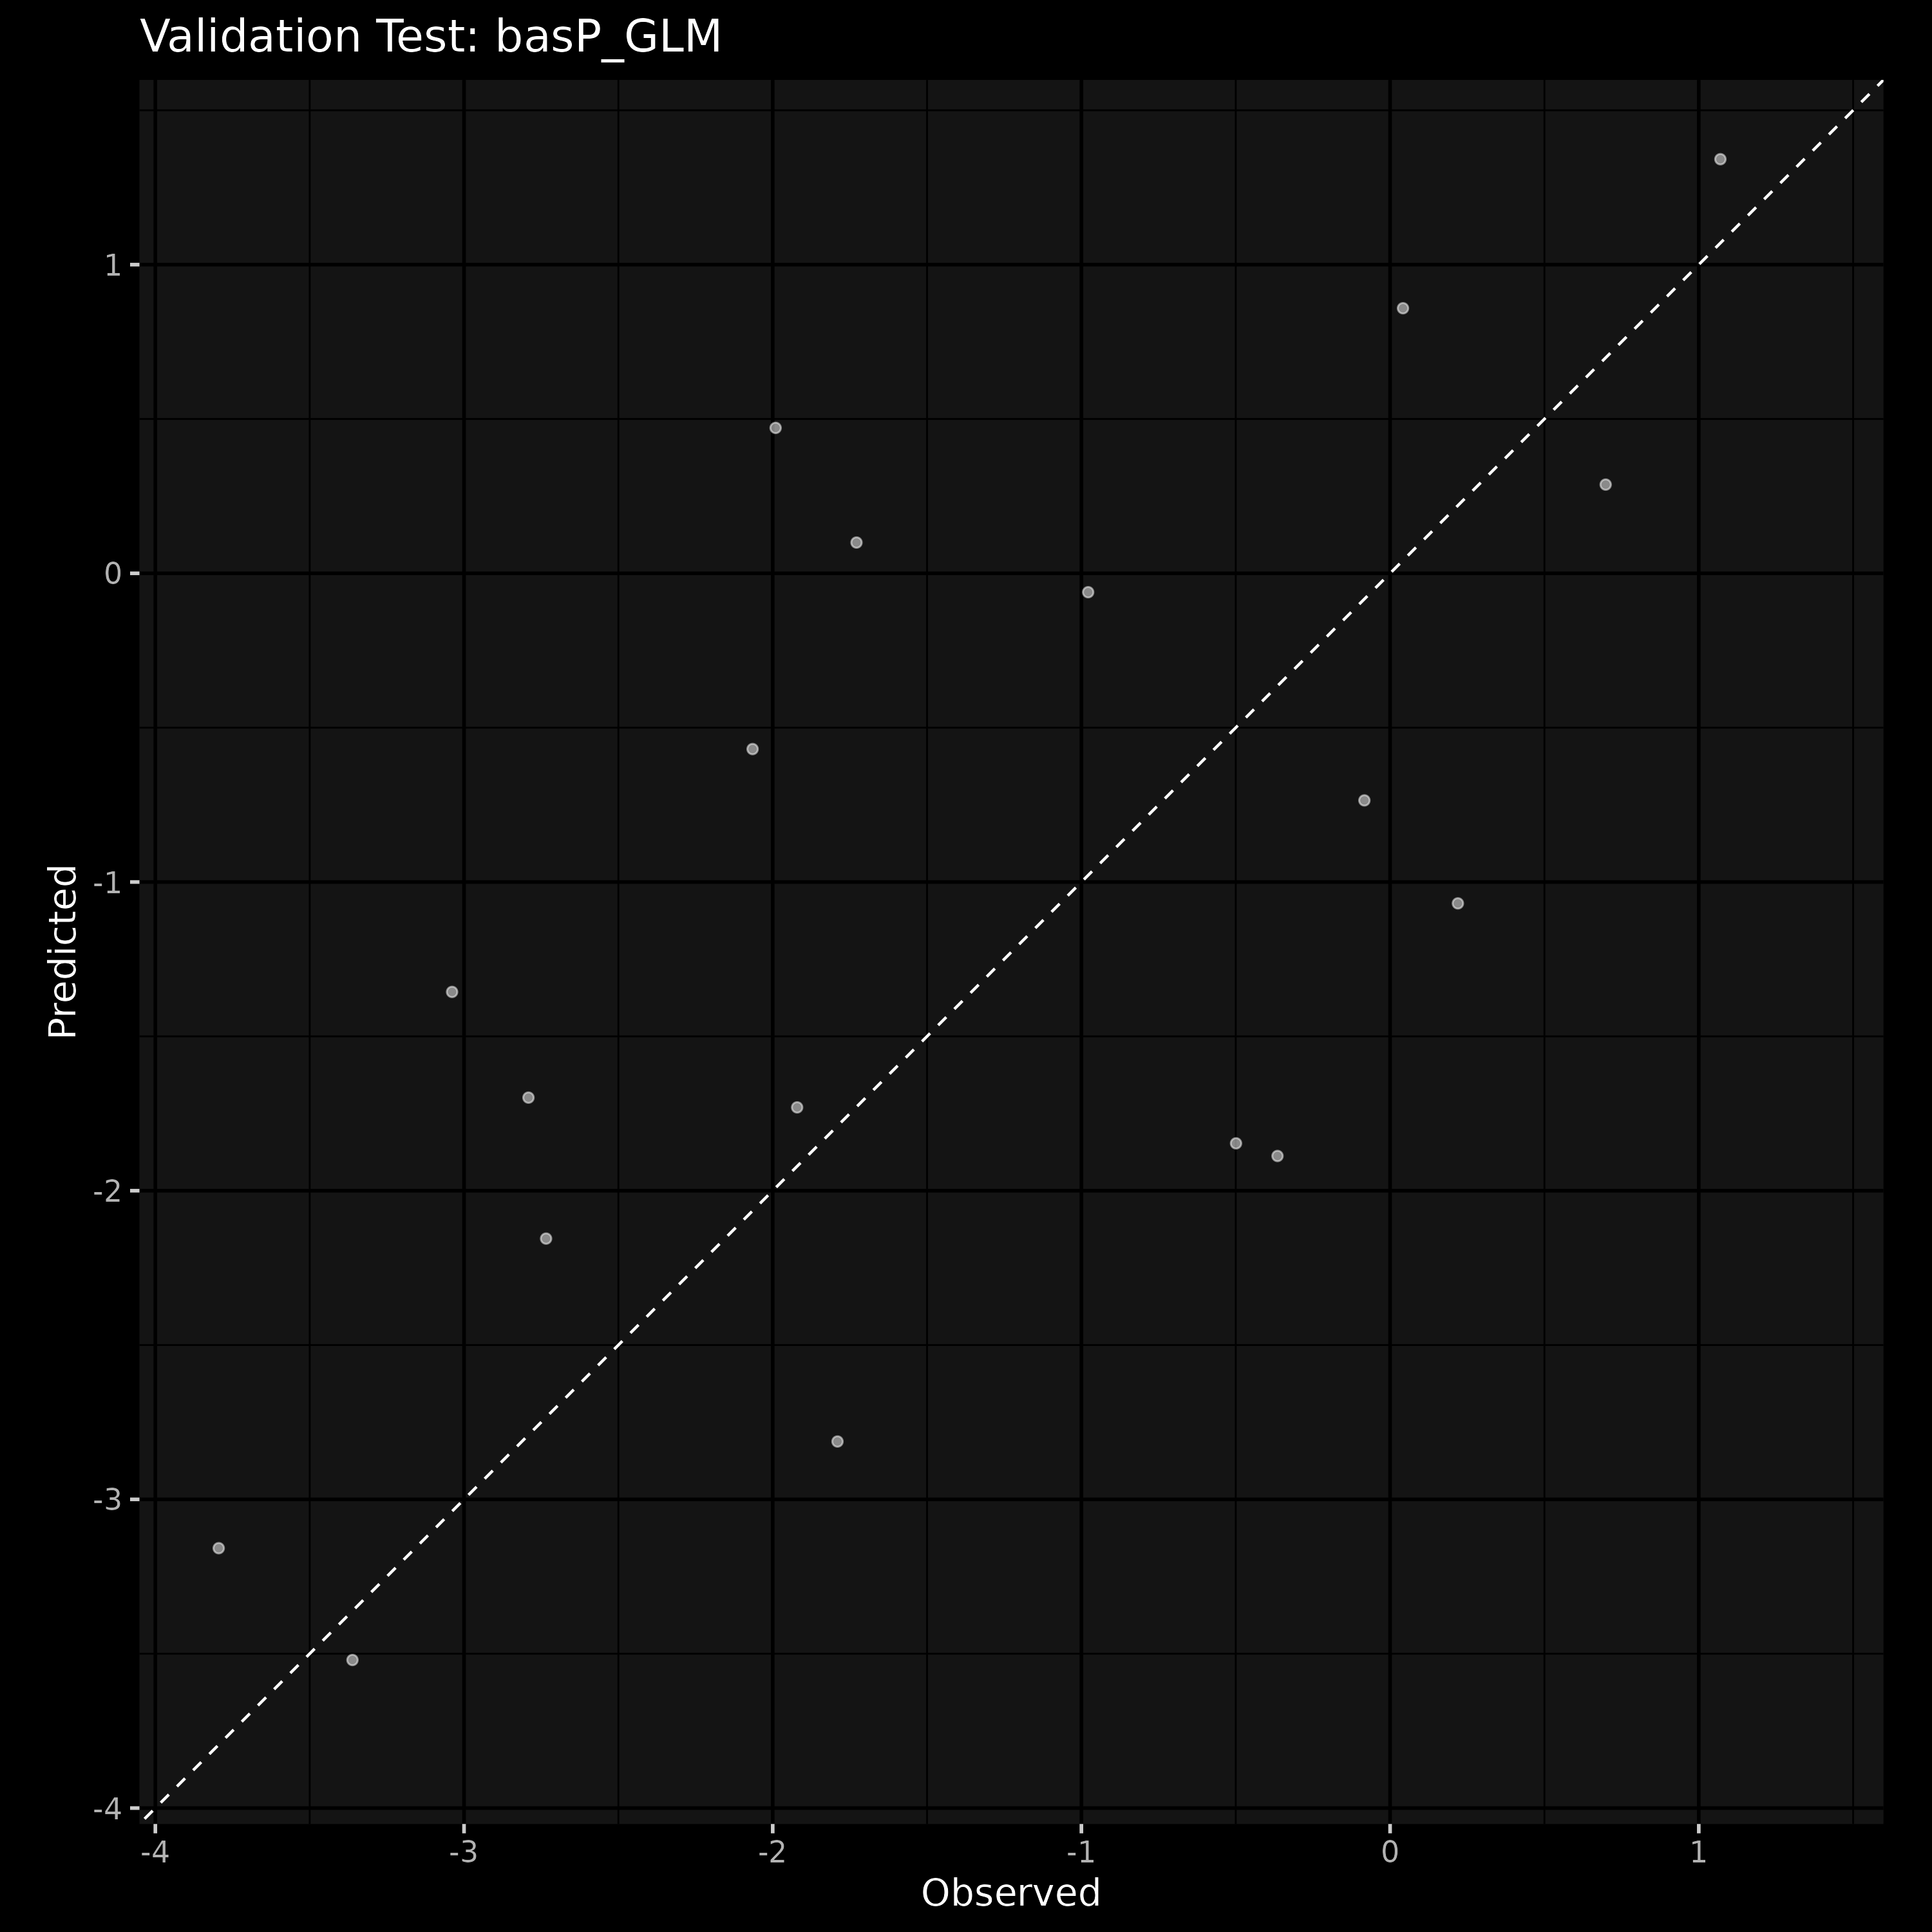 Validation Test: basP_GLM
Predicted
1
0
-1
-2
-3
-4
-4 -3 -2 -1 0 1
Observed